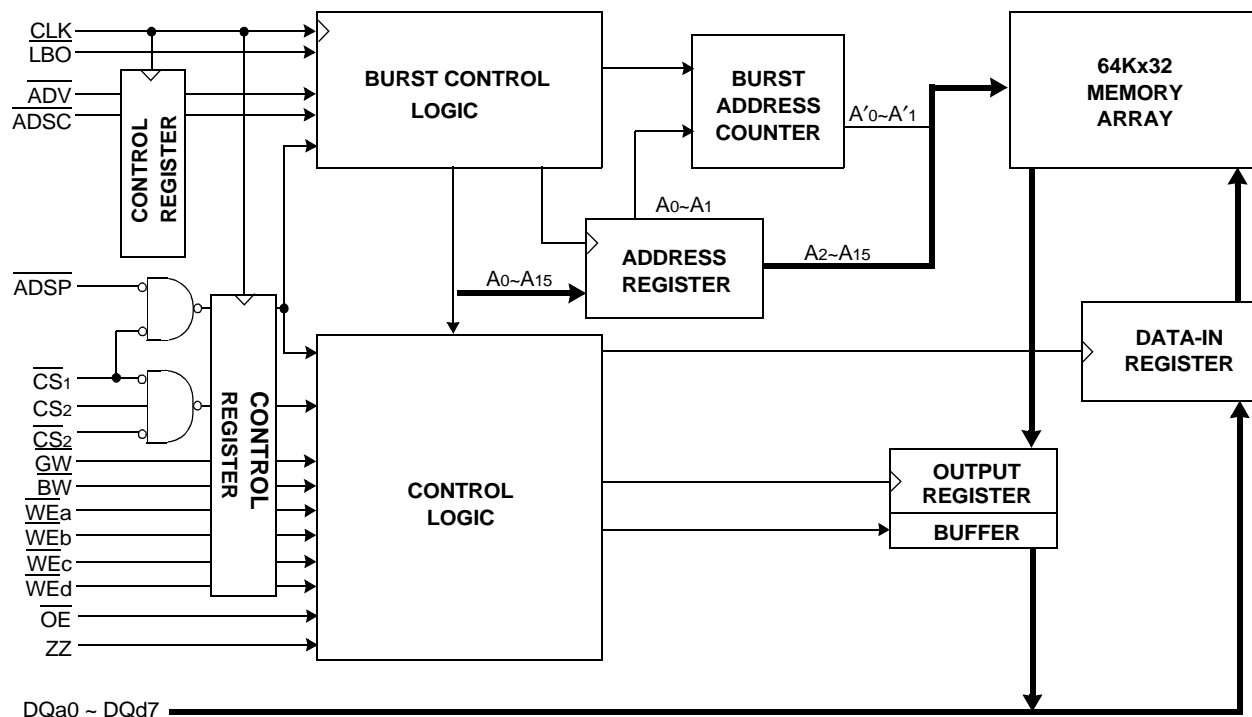 CLK
LBO
ADV
ADSC
CONTROL
REGISTER
BURST CONTROL
LOGIC
BURST
ADDRESS
COUNTER
A′0~A′1
64Kx32
MEMORY
ARRAY
A0~A1
ADDRESS
REGISTER
A2~A15
A0~A15
ADSP
CS1
CS2
CS2
GW
BW
WEa
WEb
WEc
WEd
OE
ZZ
CONTROL
REGISTER
CONTROL
LOGIC
DATA-IN
REGISTER
OUTPUT
REGISTER
BUFFER
DQa0 ~ DQd7